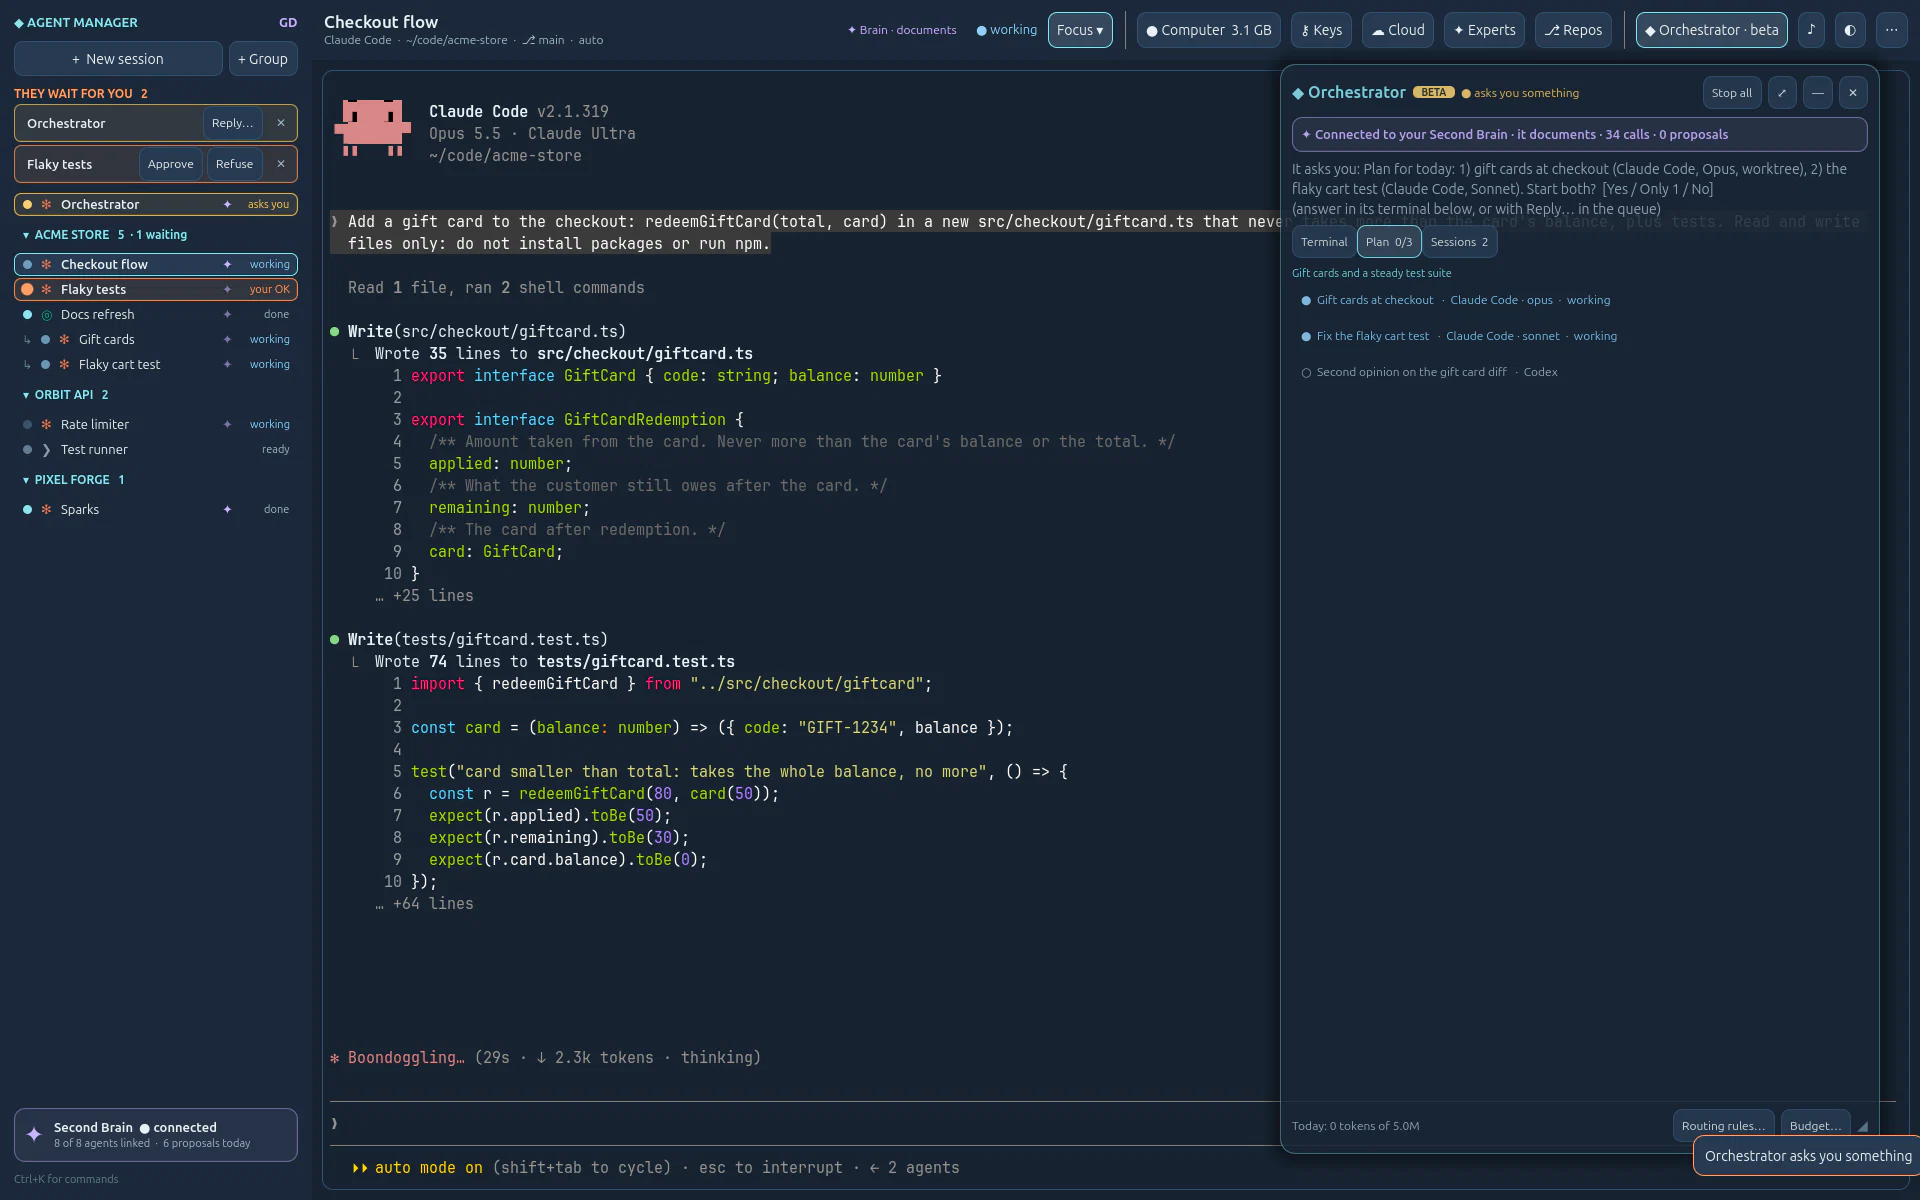 ◆ AGENT MANAGER GD
+ New session + Group
THEY WAIT FOR YOU 2
Orchestrator Reply… ✕
Flaky tests Approve Refuse ✕
Orchestrator ✦ asks you
▾ ACME STORE 5 · 1 waiting
Checkout flow ✦ working
Flaky tests ✦ your OK
Docs refresh ✦ done
↳ Gift cards ✦ working
↳ Flaky cart test ✦ working
▾ ORBIT API 2
Rate limiter ✦ working
❯ Test runner ready
▾ PIXEL FORGE 1
Sparks ✦ done
✦ Second Brain ● connected
8 of 8 agents linked · 6 proposals today
Ctrl+K for commands
Checkout flow
Claude Code · ~/code/acme-store · ⎇ main · auto
✦ Brain · documents ● working Focus ▾ ● Computer 3.1 GB Keys ☁ Cloud ✦ Experts ⎇ Repos ◆ Orchestrator · beta ♪ ◐ ⋯
Claude Code v2.1.319
Opus 5.5 · Claude Ultra
~/code/acme-store
❯ Add a gift card to the checkout: redeemGiftCard(total, card) in a new src/checkout/giftcard.ts that never takes more than the card's balance, plus tests. Read and write
files only: do not install packages or run npm.
Read 1 file, ran 2 shell commands
● Write(src/checkout/giftcard.ts)
└ Wrote 35 lines to src/checkout/giftcard.ts
1 export interface GiftCard { code: string; balance: number }
2
3 export interface GiftCardRedemption {
4 /** Amount taken from the card. Never more than the card's balance or the total. */
5 applied: number;
6 /** What the customer still owes after the card. */
7 remaining: number;
8 /** The card after redemption. */
9 card: GiftCard;
10 }
… +25 lines
● Write(tests/giftcard.test.ts)
└ Wrote 74 lines to tests/giftcard.test.ts
1 import { redeemGiftCard } from "../src/checkout/giftcard";
2
3 const card = (balance: number) => ({ code: "GIFT-1234", balance });
4
5 test("card smaller than total: takes the whole balance, no more", () => {
6 const r = redeemGiftCard(80, card(50));
7 expect(r.applied).toBe(50);
8 expect(r.remaining).toBe(30);
9 expect(r.card.balance).toBe(0);
10 });
… +64 lines
✻ Boondoggling… (29s · ↓ 2.3k tokens · thinking)
❯
⏵⏵ auto mode on (shift+tab to cycle) · esc to interrupt · ← 2 agents
◆ Orchestrator BETA ● asks you something Stop all ⤢ — ✕
✦ Connected to your Second Brain · it documents · 34 calls · 0 proposals
It asks you: Plan for today: 1) gift cards at checkout (Claude Code, Opus, worktree), 2) the
flaky cart test (Claude Code, Sonnet). Start both? [Yes / Only 1 / No]
(answer in its terminal below, or with Reply… in the queue)
Terminal Plan 0/3 Sessions 2
Gift cards and a steady test suite
● Gift cards at checkout · Claude Code · opus · working
● Fix the flaky cart test · Claude Code · sonnet · working
○ Second opinion on the gift card diff · Codex
Today: 0 tokens of 5.0M Routing rules… Budget…
Orchestrator asks you something